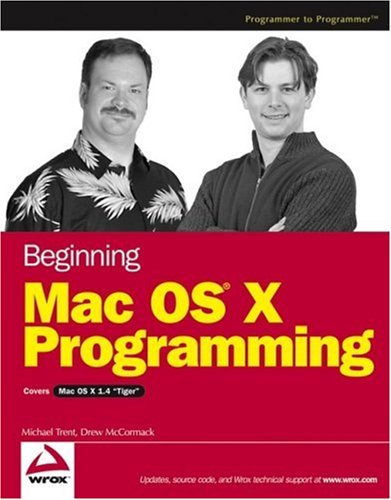 Programmer to Programmer™
Beginning
Mac OS® X
Programming
Covers Mac OS X 1.4 "Tiger"
Michael Trent, Drew McCormack
wrox™
Updates, source code, and Wrox technical support at www.wrox.com